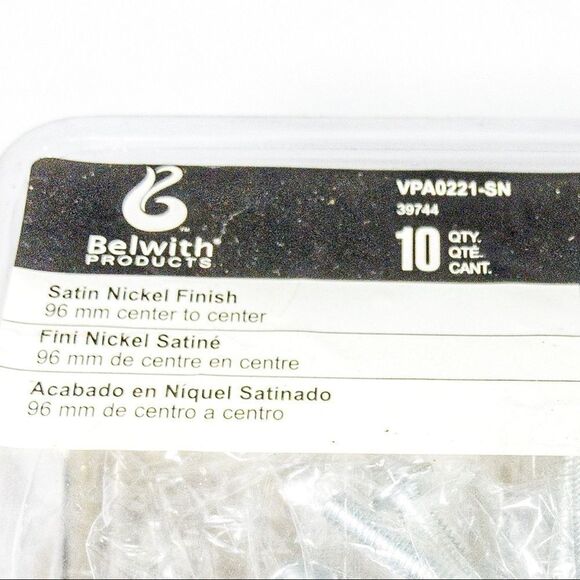 Belwith
PRODUCTS
VPA0221-SN
39744
10 QTY.
QTÉ.
CANT.
Satin Nickel Finish
96 mm center to center
Fini Nickel Satiné
96 mm de centre en centre
Acabado en Níquel Satinado
96 mm de centro a centro